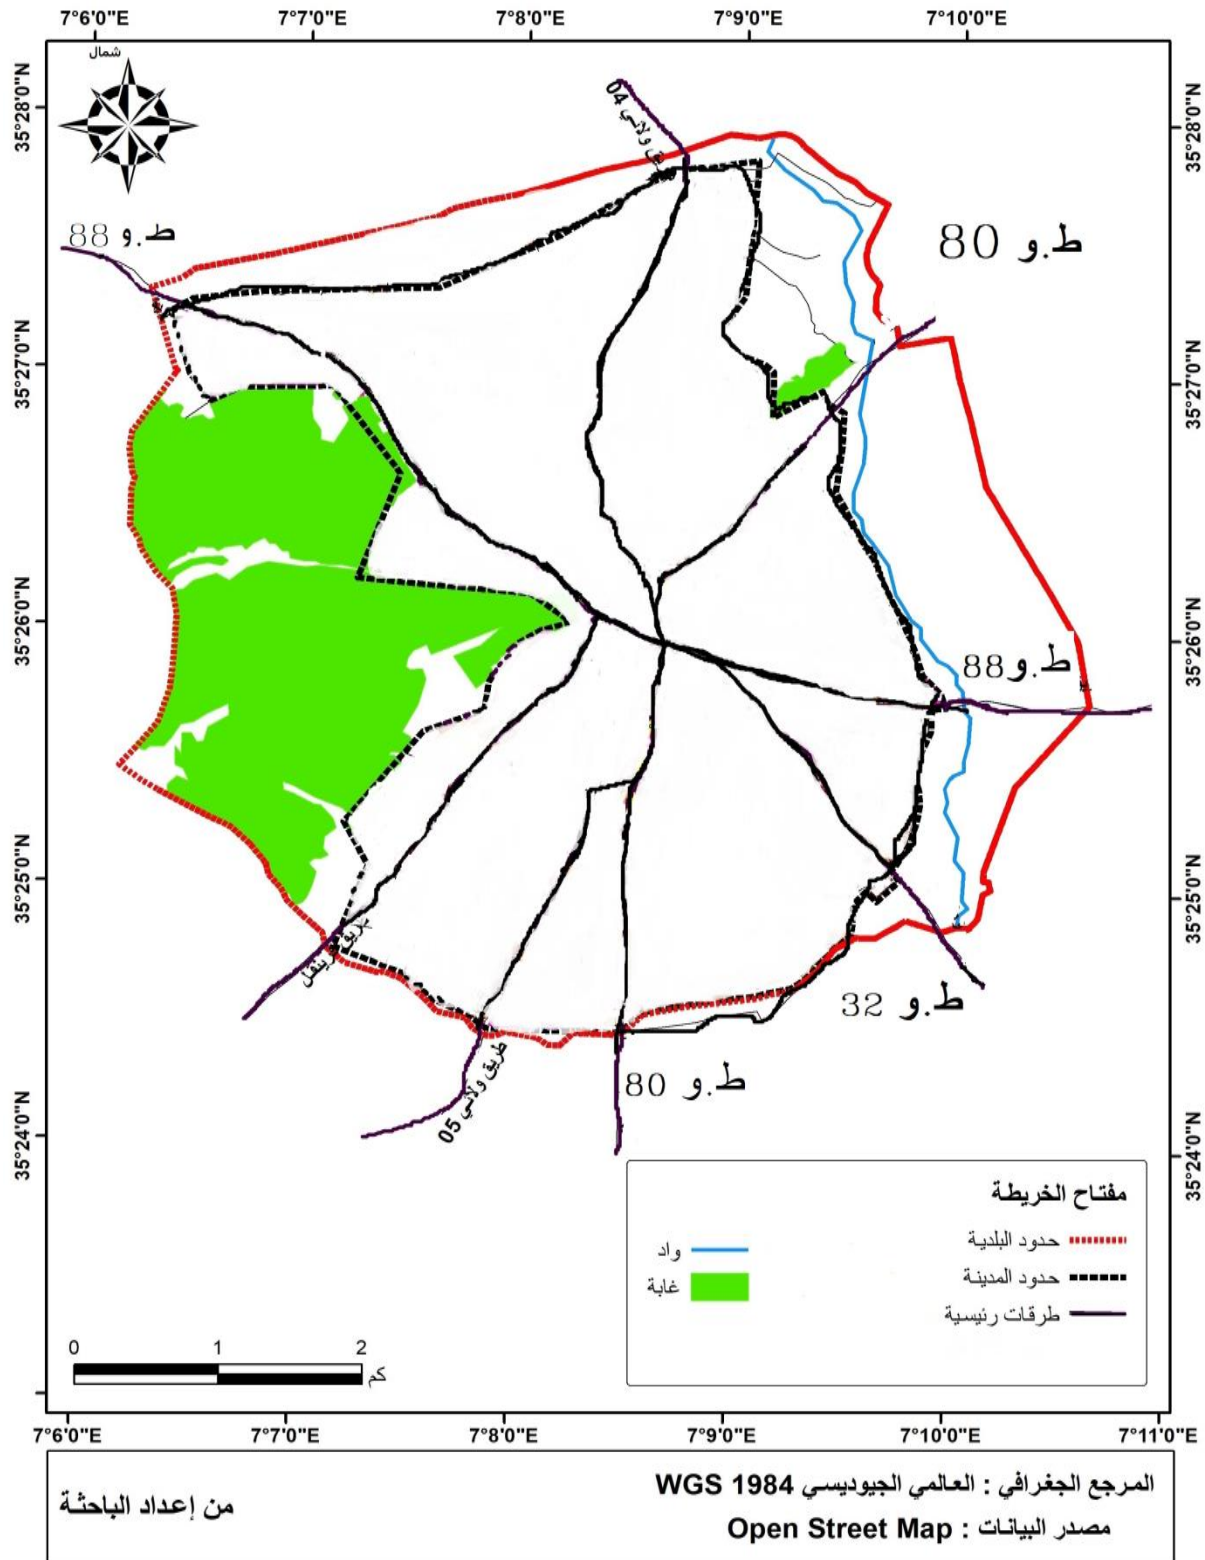 7°6'0"E 7°7'0"E 7°8'0"E 7°9'0"E 7°10'0"E
شمال
35°28'0"N
35°28'0"N
ط.و 88
ط.و 80
35°27'0"N
35°27'0"N
35°26'0"N
35°26'0"N
ط.و88
35°25'0"N
35°25'0"N
ط.و 32
طريق ولائي 05
ط.و 80
35°24'0"N
35°24'0"N
مفتاح الخريطة
حدود البلدية
واد
حدود المدينة
غابة
طرقات رئيسية
0 1 2
كم
7°6'0"E 7°7'0"E 7°8'0"E 7°9'0"E 7°10'0"E 7°11'0"E
المرجع الجغرافي : العالمي الجيوديسي WGS 1984
مصدر البيانات : Open Street Map
من إعداد الباحثة